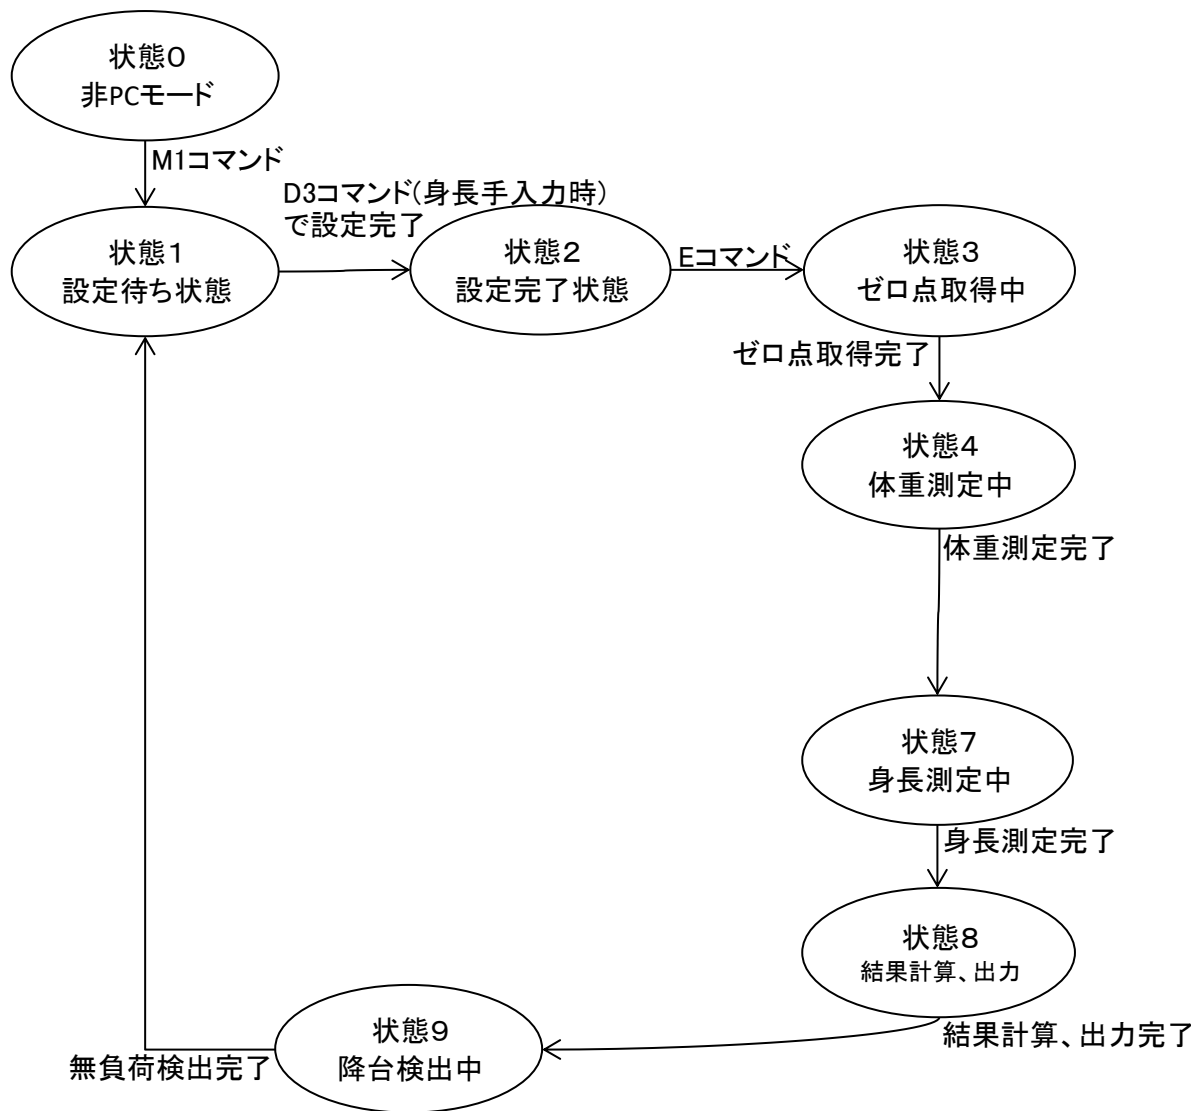 状態０
非PCモード
M1コマンド
D3コマンド(身長手入力時)
で設定完了
状態１
設定待ち状態
状態２
設定完了状態
Eコマンド
状態３
ゼロ点取得中
ゼロ点取得完了
状態４
体重測定中
体重測定完了
状態７
身長測定中
身長測定完了
状態８
結果計算、出力
結果計算、出力完了
状態９
降台検出中
無負荷検出完了